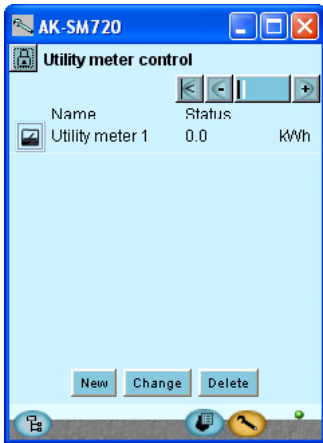 AK-SM720
Utility meter control
Name Status
Utility meter 1 0.0 kWh
New Change Delete